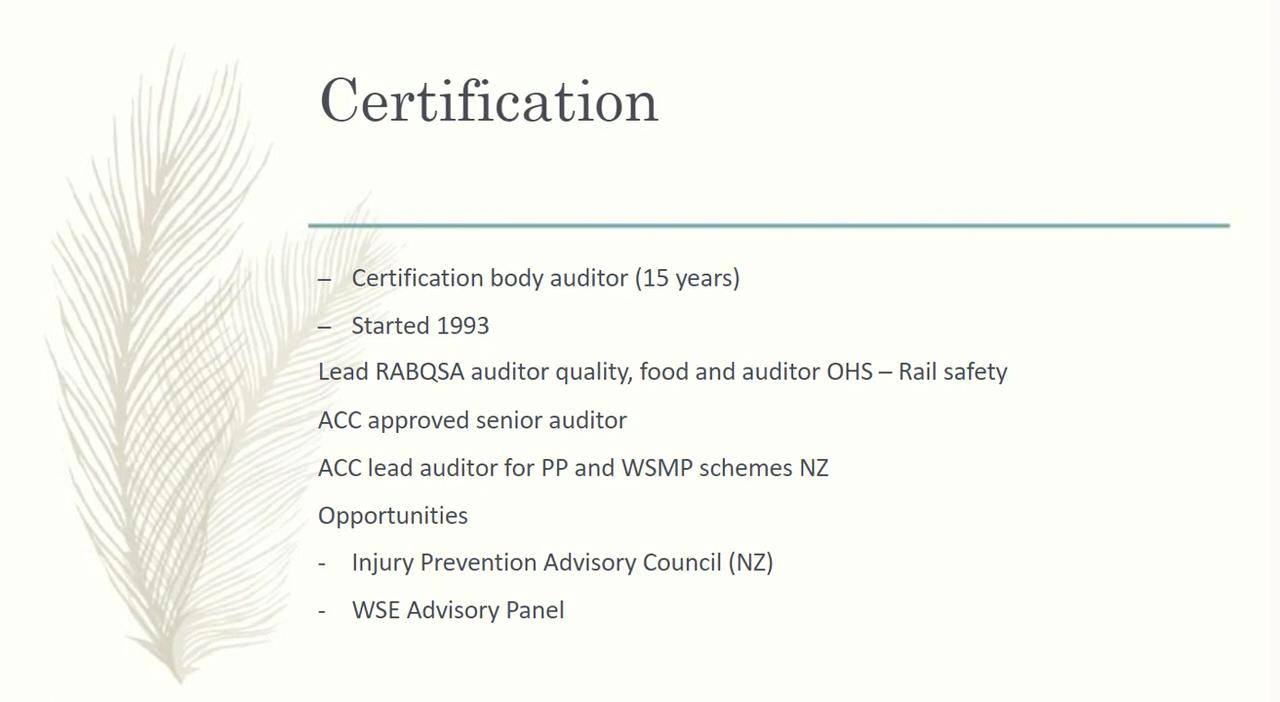 Certification
– Certification body auditor (15 years)
– Started 1993
Lead RABQSA auditor quality, food and auditor OHS – Rail safety
ACC approved senior auditor
ACC lead auditor for PP and WSMP schemes NZ
Opportunities
- Injury Prevention Advisory Council (NZ)
- WSE Advisory Panel